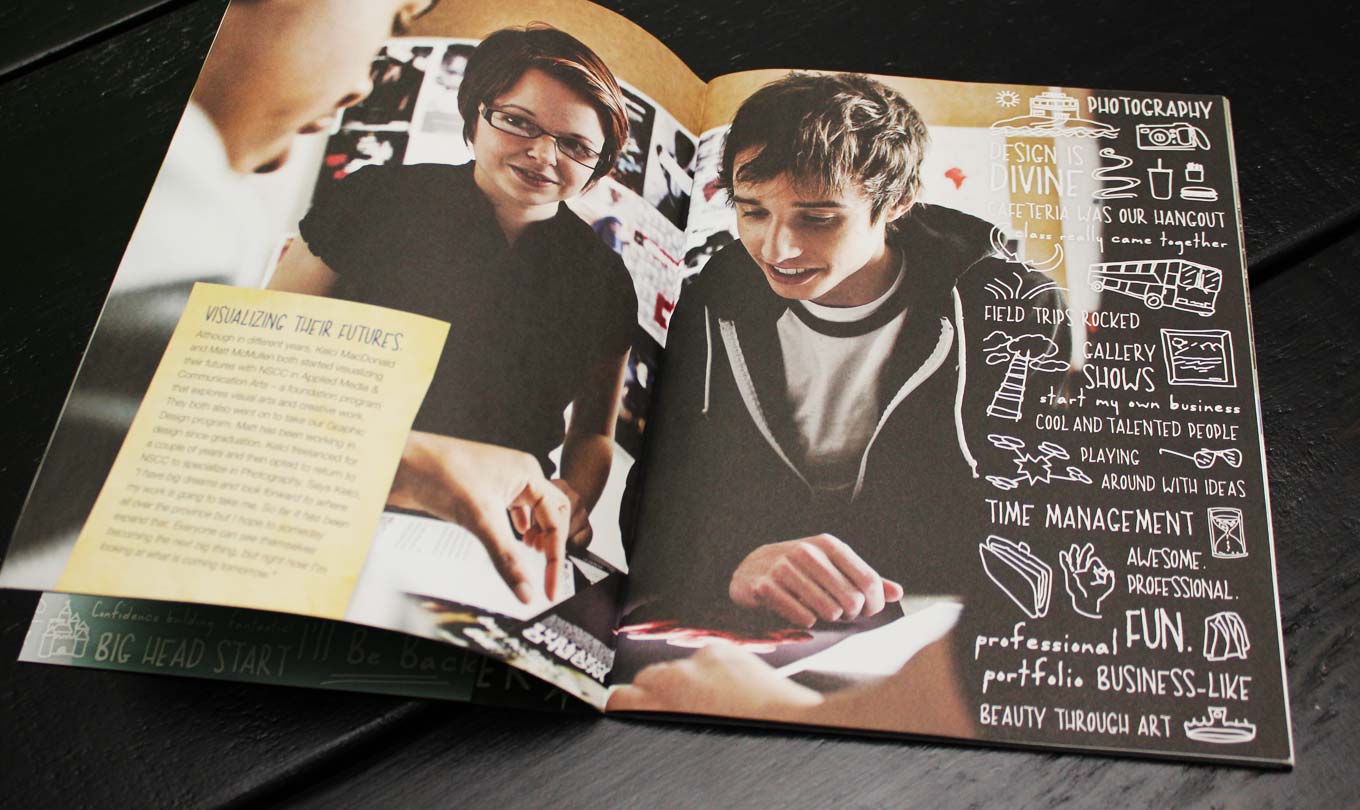 VISUALIZING THEIR FUTURES.
Although in different years, Keici MacDonald
and Matt McMullen both started visualizing
their futures with NSCC in Applied Media &
Communication Arts – a foundation program
that explores visual arts and creative work.
They both also went on to take our Graphic
Design program. Matt has been working in
design since graduation. Keici freelanced for
a couple of years and then opted to return to
NSCC to specialize in Photography. Says Keici,
"I have big dreams and look forward to where
my work is going to take me. So far it has been
all over the province but I hope to someday
expand that. Everyone can see themselves
becoming the next big thing, but right now I'm
looking at what is coming tomorrow."
Confidence building
BIG HEAD START
I'll Be Back
PHOTOGRAPHY
DESIGN IS
DIVINE
CAFETERIA WAS OUR HANGOUT
class really came together
FIELD TRIPS ROCKED
GALLERY
SHOWS
start my own business
COOL AND TALENTED PEOPLE
PLAYING
AROUND WITH IDEAS
TIME MANAGEMENT
AWESOME.
PROFESSIONAL.
professional FUN.
portfolio BUSINESS-LIKE
BEAUTY THROUGH ART